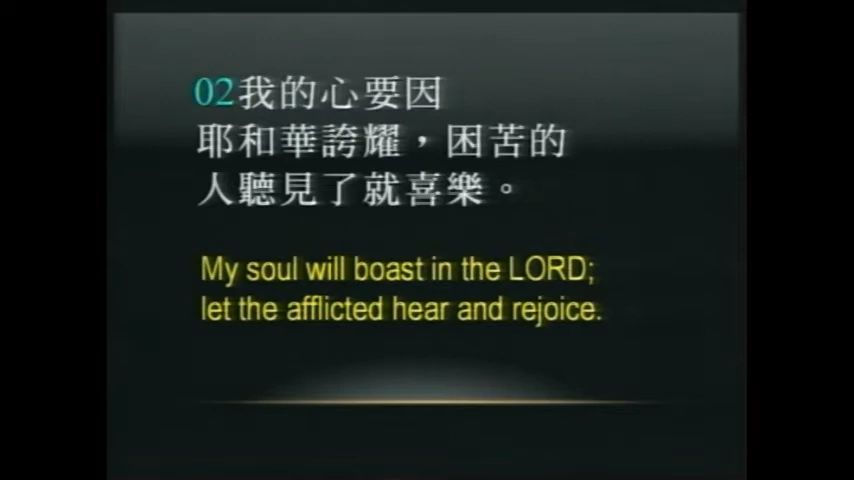 02我的心要因
耶和華誇耀，困苦的
人聽見了就喜樂。
My soul will boast in the LORD;
let the afflicted hear and rejoice.